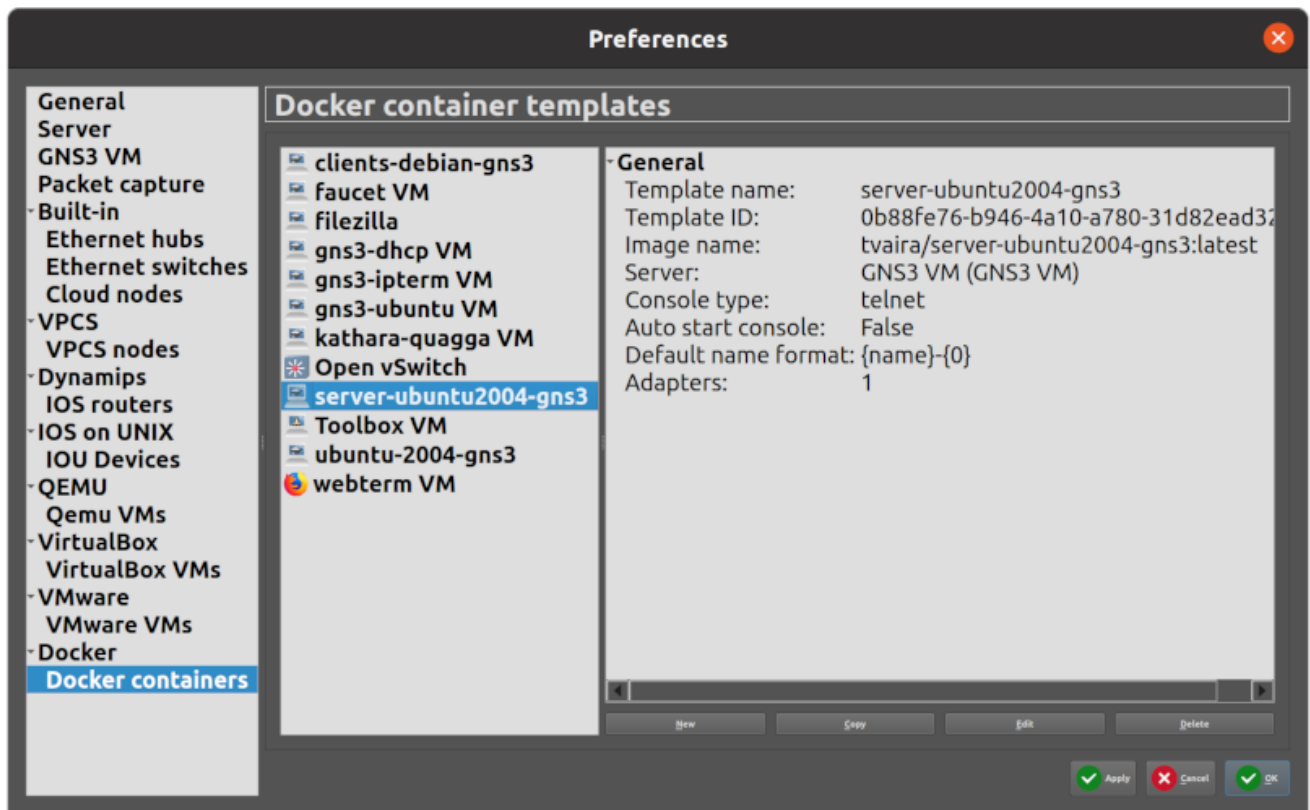 Preferences
General
Server
GNS3 VM
Packet capture
Built-in
Ethernet hubs
Ethernet switches
Cloud nodes
VPCS
VPCS nodes
Dynamips
IOS routers
IOS on UNIX
IOU Devices
QEMU
Qemu VMs
VirtualBox
VirtualBox VMs
VMware
VMware VMs
Docker
Docker containers
Docker container templates
clients-debian-gns3
faucet VM
filezilla
gns3-dhcp VM
gns3-ipterm VM
gns3-ubuntu VM
kathara-quagga VM
Open vSwitch
server-ubuntu2004-gns3
Toolbox VM
ubuntu-2004-gns3
webterm VM
General
Template name: server-ubuntu2004-gns3
Template ID: 0b88fe76-b946-4a10-a780-31d82ead32
Image name: tvaira/server-ubuntu2004-gns3:latest
Server: GNS3 VM (GNS3 VM)
Console type: telnet
Auto start console: False
Default name format: {name}-{0}
Adapters: 1
New Copy Edit Delete
Apply Cancel OK